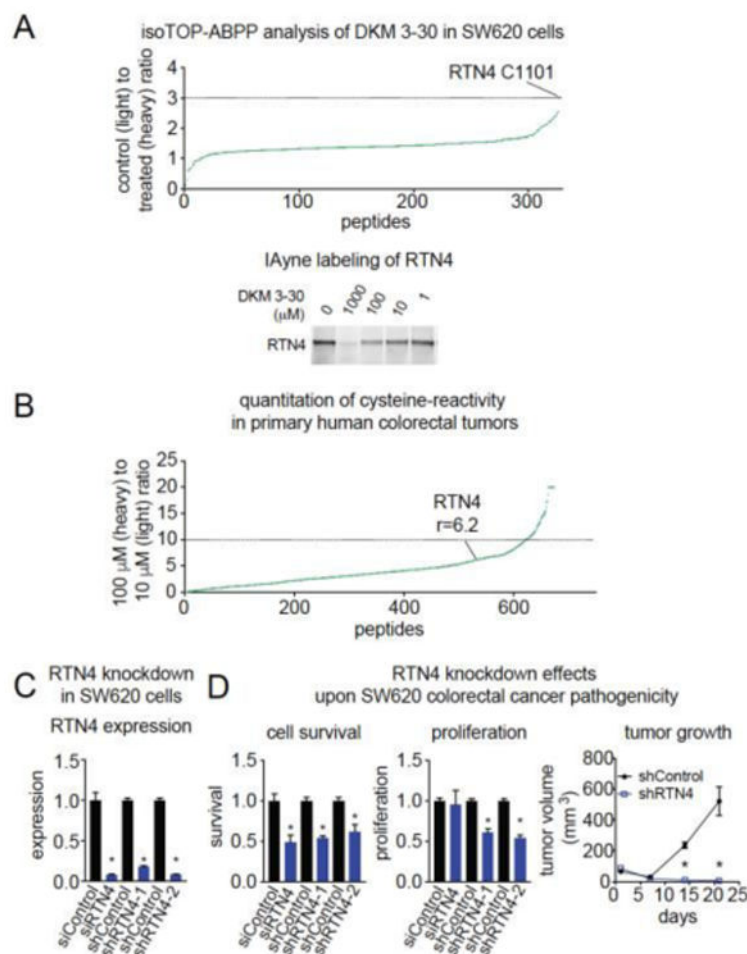 A
isoTOP-ABPP analysis of DKM 3-30 in SW620 cells
control (light) to
treated (heavy) ratio
4
3
2
1
0
RTN4 C1101
100
200
300
peptides
IAyne labeling of RTN4
DKM 3-30
(μM)
0
1000
100
10
1
RTN4
B
quantitation of cysteine-reactivity
in primary human colorectal tumors
100 μM (heavy) to
10 μM (light) ratio
25
20
15
10
5
0
RTN4
r=6.2
0
200
400
600
peptides
C
RTN4 knockdown
in SW620 cells
RTN4 expression
expression
1.5
1.0
0.5
0.0
*
*
*
siControl
siRTN4
shControl
shRTN4-1
shControl
shRTN4-2
D
RTN4 knockdown effects
upon SW620 colorectal cancer pathogenicity
cell survival
survival
1.5
1.0
0.5
0.0
*
*
*
siControl
siRTN4
shControl
shRTN4-1
shControl
shRTN4-2
proliferation
proliferation
1.5
1.0
0.5
0.0
*
*
siControl
siRTN4
shControl
shRTN4-1
shControl
shRTN4-2
tumor growth
tumor volume
(mm3)
800
600
400
200
0
shControl
shRTN4
*
*
0
5
10
15
20
25
days